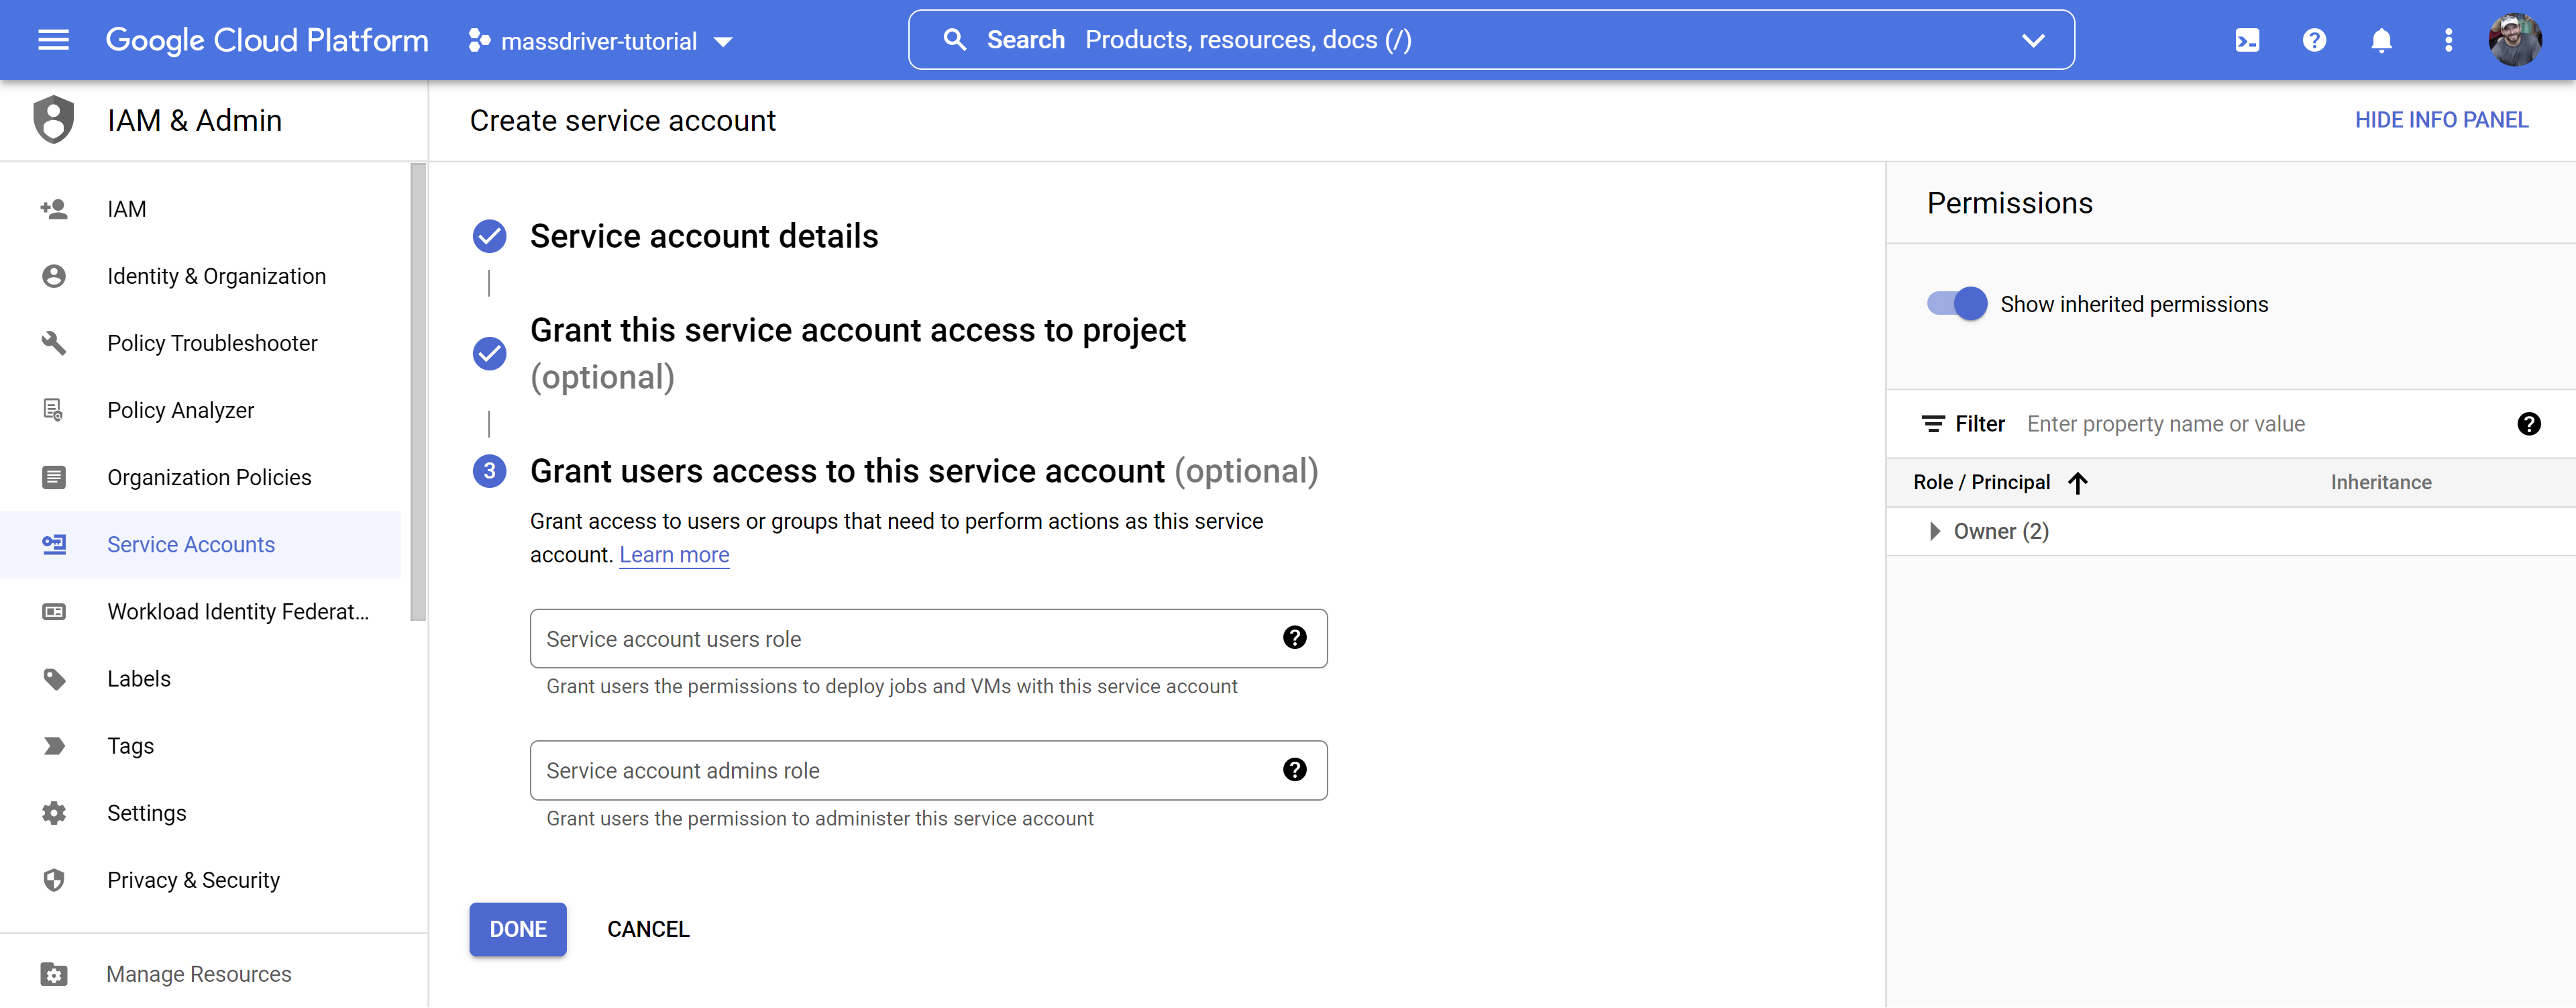 Google Cloud Platform
massdriver-tutorial
Search Products, resources, docs (/)
IAM & Admin
Create service account
HIDE INFO PANEL
IAM
Identity & Organization
Policy Troubleshooter
Policy Analyzer
Organization Policies
Service Accounts
Workload Identity Federat...
Labels
Tags
Settings
Privacy & Security
Manage Resources
Service account details
Grant this service account access to project
(optional)
3 Grant users access to this service account (optional)
Grant access to users or groups that need to perform actions as this service
account. Learn more
Service account users role
Grant users the permissions to deploy jobs and VMs with this service account
Service account admins role
Grant users the permission to administer this service account
DONE CANCEL
Permissions
Show inherited permissions
Filter Enter property name or value
Role / Principal Inheritance
Owner (2)